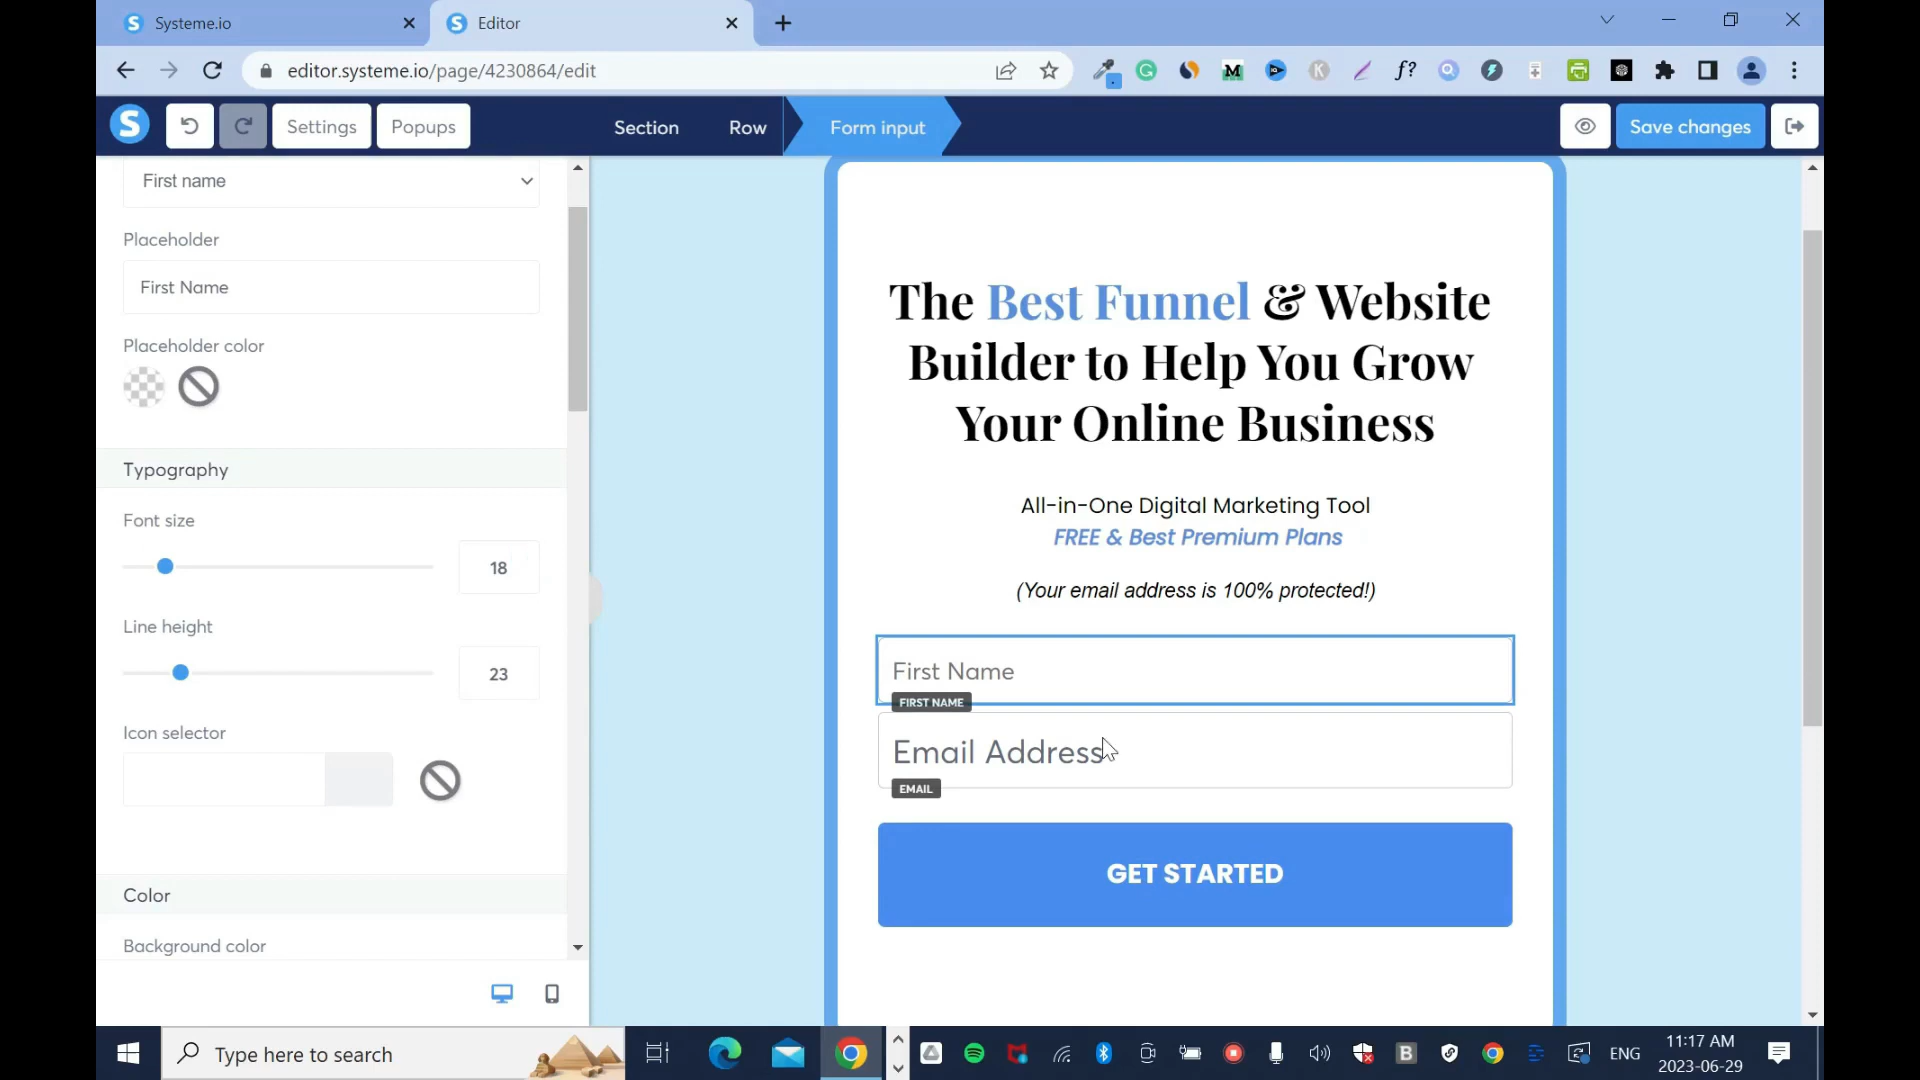 Systeme.io
Editor
editor.systeme.io/page/4230864/edit
Settings
Popups
Section
Row
Form input
Save changes
First name
Placeholder
First Name
Placeholder color
Typography
Font size
18
Line height
23
Icon selector
Color
Background color
The Best Funnel & Website
Builder to Help You Grow
Your Online Business
All-in-One Digital Marketing Tool
FREE & Best Premium Plans
(Your email address is 100% protected!)
First Name
FIRST NAME
Email Address
EMAIL
GET STARTED
Type here to search
ENG
11:17 AM
2023-06-29